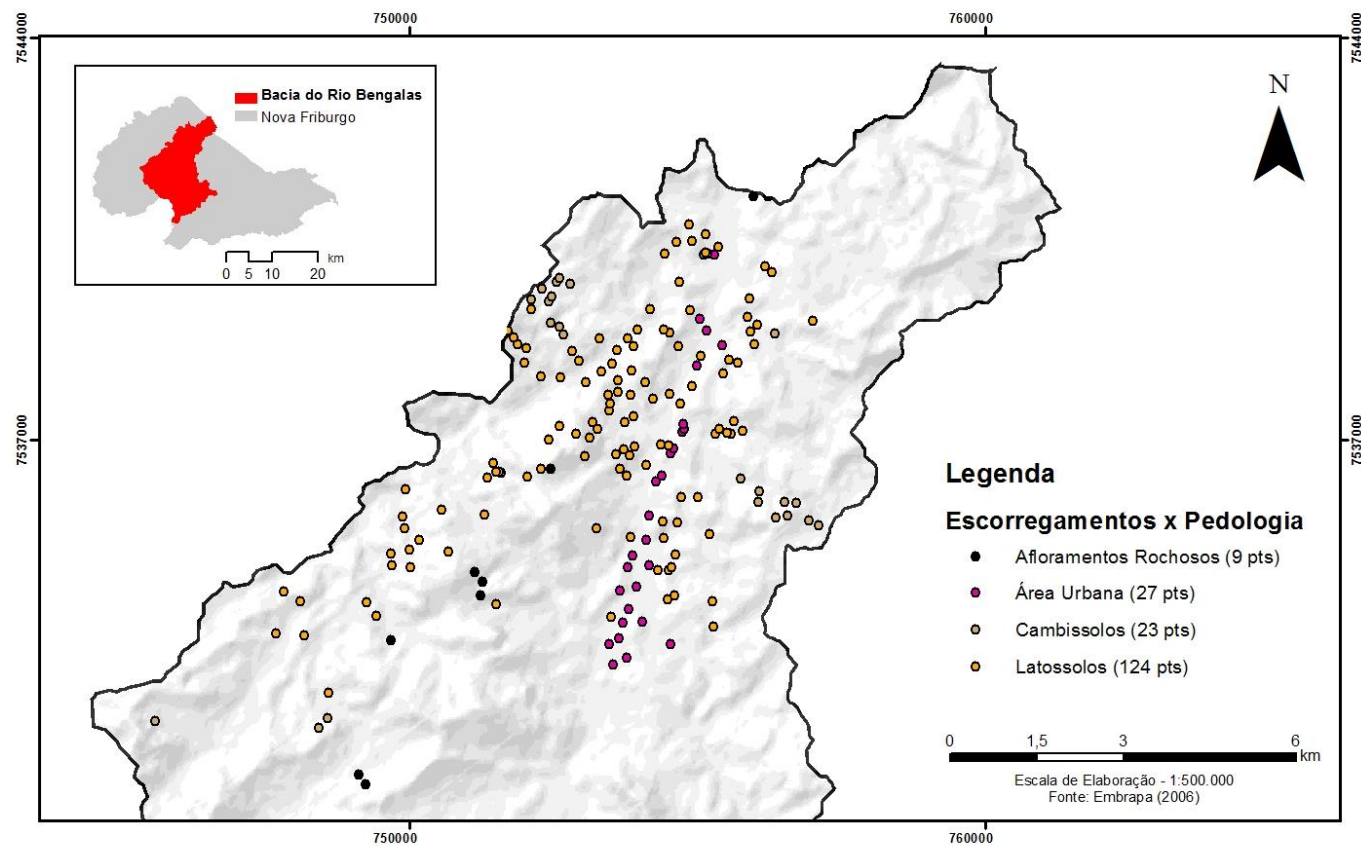 750000
760000
7544000
7544000
Bacia do Rio Bengalas
Nova Friburgo
0 5 10 20 km
N
7537000
7537000
Legenda
Escorregamentos x Pedologia
Afloramentos Rochosos (9 pts)
Área Urbana (27 pts)
Cambissolos (23 pts)
Latossolos (124 pts)
0 1,5 3 6
km
Escala de Elaboração - 1:500.000
Fonte: Embrapa (2006)
750000
760000